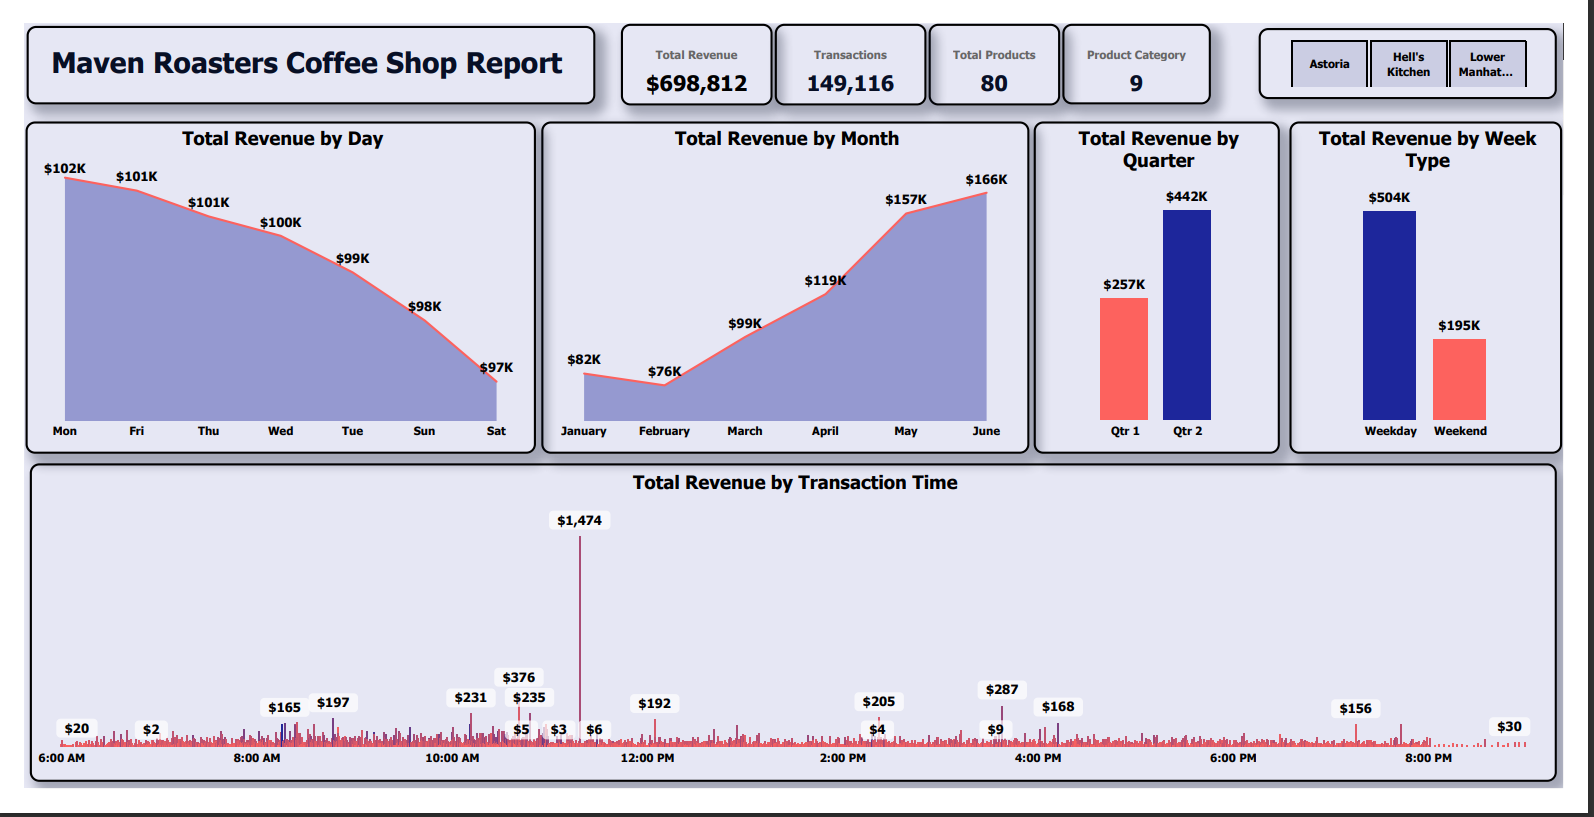 Maven Roasters Coffee Shop Report
Total Revenue
$698,812
Transactions
149,116
Total Products
80
Product Category
9
Astoria
Hell's
Kitchen
Lower
Manhat...
Total Revenue by Day
$102K
$101K
$101K
$100K
$99K
$98K
$97K
Mon
Fri
Thu
Wed
Tue
Sun
Sat
Total Revenue by Month
$82K
$76K
$99K
$119K
$157K
$166K
January
February
March
April
May
June
Total Revenue by
Quarter
$257K
$442K
Qtr 1
Qtr 2
Total Revenue by Week
Type
$504K
$195K
Weekday
Weekend
Total Revenue by Transaction Time
$20
$2
$165
$197
$231
$376
$235
$5
$3
$1,474
$6
$192
$205
$4
$287
$9
$168
$156
$30
6:00 AM
8:00 AM
10:00 AM
12:00 PM
2:00 PM
4:00 PM
6:00 PM
8:00 PM